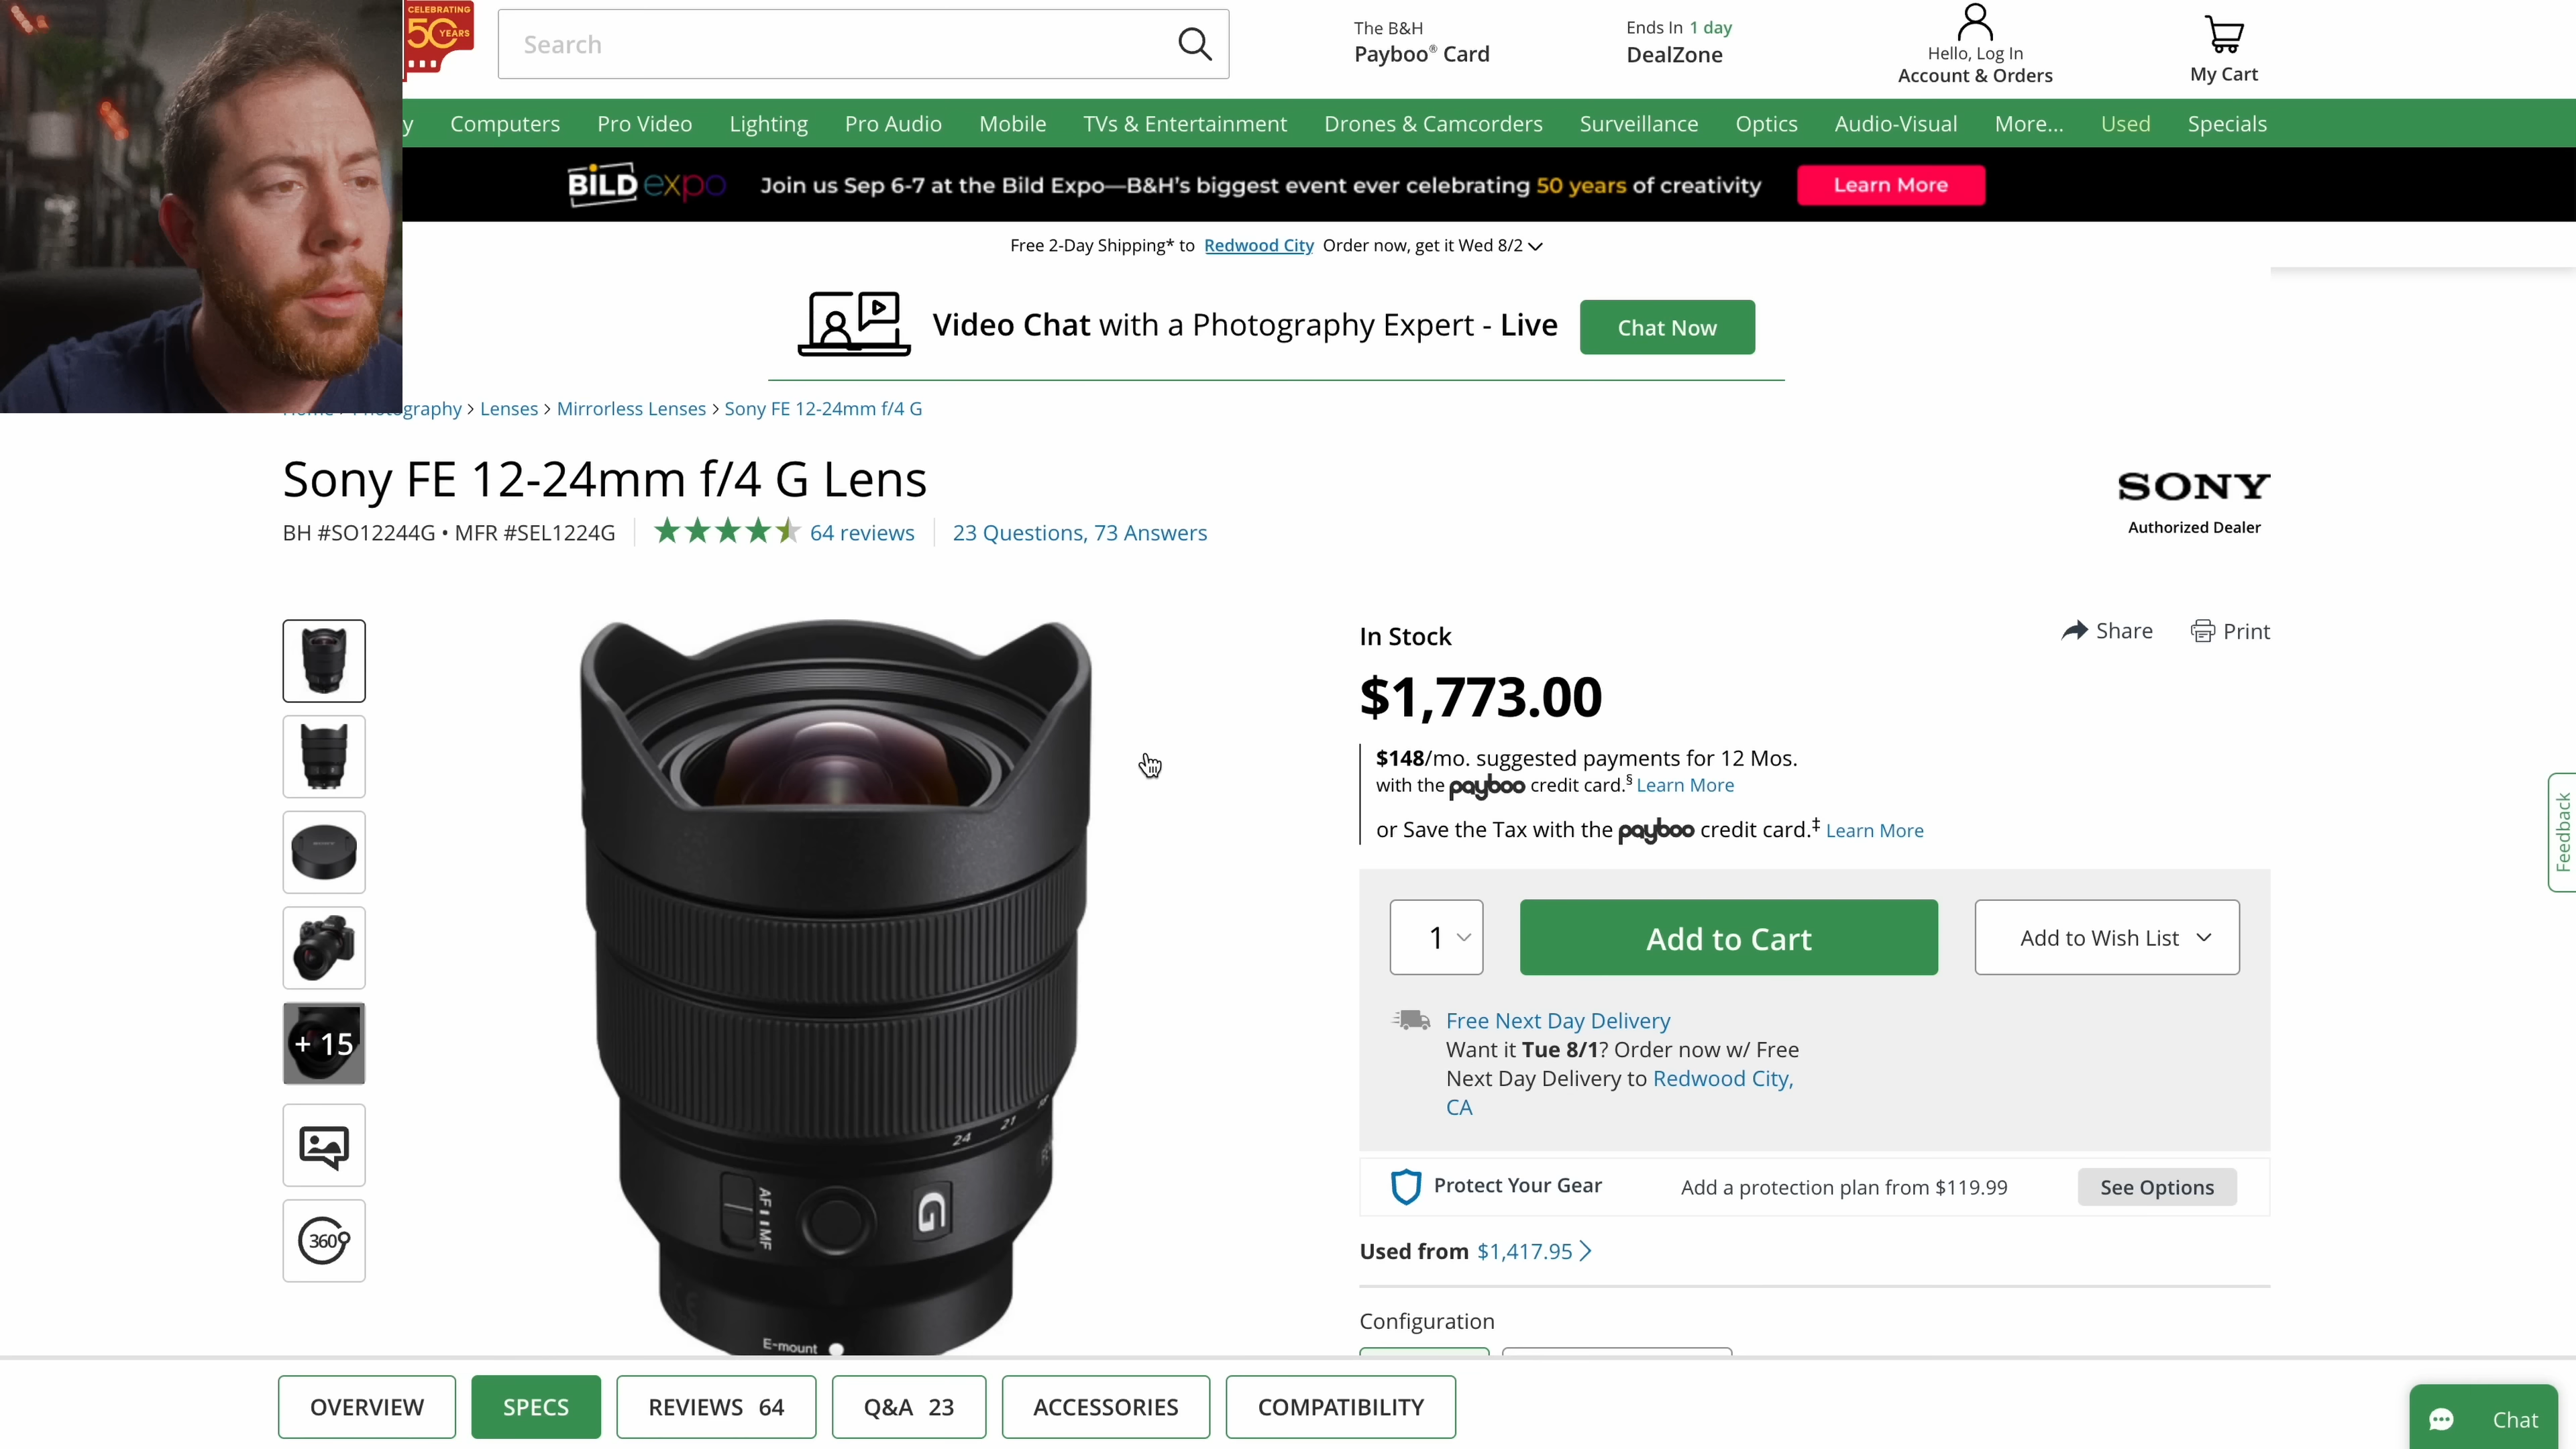 CELEBRATING
50 YEARS
Search
The B&H
Payboo® Card
Ends In 1 day
DealZone
Hello, Log In
Account & Orders
My Cart
y Computers Pro Video Lighting Pro Audio Mobile TVs & Entertainment Drones & Camcorders Surveillance Optics Audio-Visual More... Used Specials
BILD expo Join us Sep 6-7 at the Bild Expo—B&H's biggest event ever celebrating 50 years of creativity Learn More
Free 2-Day Shipping* to Redwood City Order now, get it Wed 8/2
Video Chat with a Photography Expert - Live Chat Now
Home > Photography > Lenses > Mirrorless Lenses > Sony FE 12-24mm f/4 G
Sony FE 12-24mm f/4 G Lens
SONY
Authorized Dealer
BH #SO12244G • MFR #SEL1224G 64 reviews 23 Questions, 73 Answers
In Stock
Share Print
$1,773.00
$148/mo. suggested payments for 12 Mos.
with the payboo credit card.§ Learn More
or Save the Tax with the payboo credit card.‡ Learn More
Feedback
1 Add to Cart Add to Wish List
Free Next Day Delivery
Want it Tue 8/1? Order now w/ Free
Next Day Delivery to Redwood City,
CA
+ 15
24 21 18
AF MF
G
360°
E-mount
Protect Your Gear Add a protection plan from $119.99 See Options
Used from $1,417.95 >
Configuration
OVERVIEW SPECS REVIEWS 64 Q&A 23 ACCESSORIES COMPATIBILITY
Chat